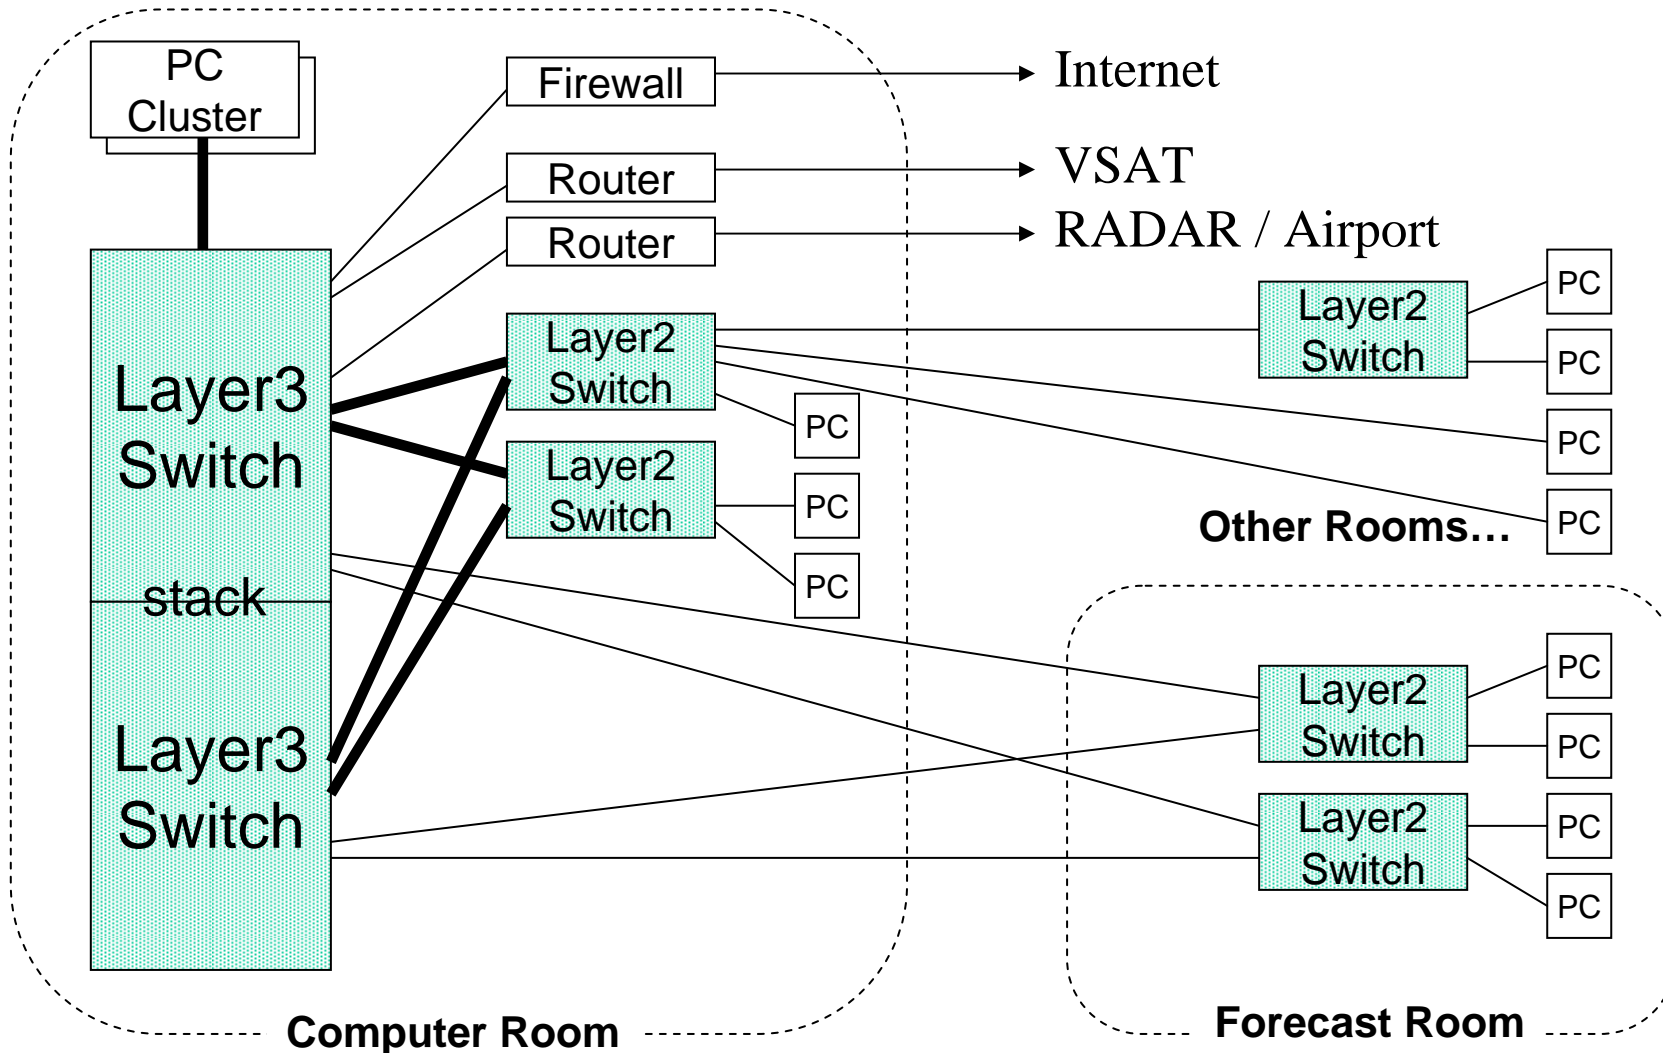 PC
Cluster
Firewall
Internet
Router
VSAT
Router
RADAR / Airport
Layer3
Switch
stack
Layer3
Switch
Layer2
Switch
PC
Layer2
Switch
PC
PC
Layer2
Switch
PC
PC
PC
PC
Other Rooms…
Layer2
Switch
PC
PC
Layer2
Switch
PC
PC
Computer Room
Forecast Room